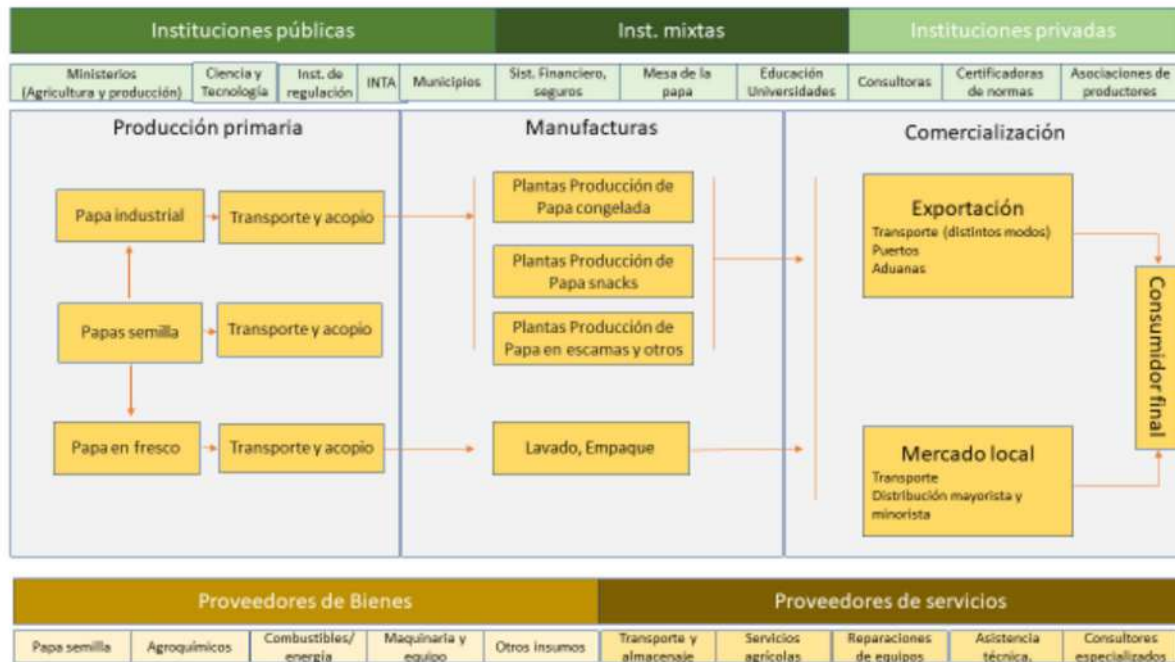 Instituciones públicas
Inst. mixtas
Instituciones privadas
Ministerios
(Agricultura y producción)
Ciencia y
Tecnología
Inst. de
regulación
INTA
Municipios
Sist. Financiero,
seguros
Mesa de la
papa
Educación
Universidades
Consultoras
Certificadoras
de normas
Asociaciones de
productores
Producción primaria
Papa industrial
Transporte y acopio
Papas semilla
Transporte y acopio
Papa en fresco
Transporte y acopio
Manufacturas
Plantas Producción de
Papa congelada
Plantas Producción de
Papa snacks
Plantas Producción de
Papa en escamas y otros
Lavado, Empaque
Comercialización
Exportación
Transporte (distintos modos)
Puertos
Aduanas
Mercado local
Transporte
Distribución mayorista y
minorista
Consumidor final
Proveedores de Bienes
Proveedores de servicios
Papa semilla
Agroquímicos
Combustibles/
energía
Maquinaria y
equipo
Otros insumos
Transporte y
almacenaje
Servicios
agrícolas
Reparaciones
de equipos
Asistencia
técnica.
Consultores
especializados